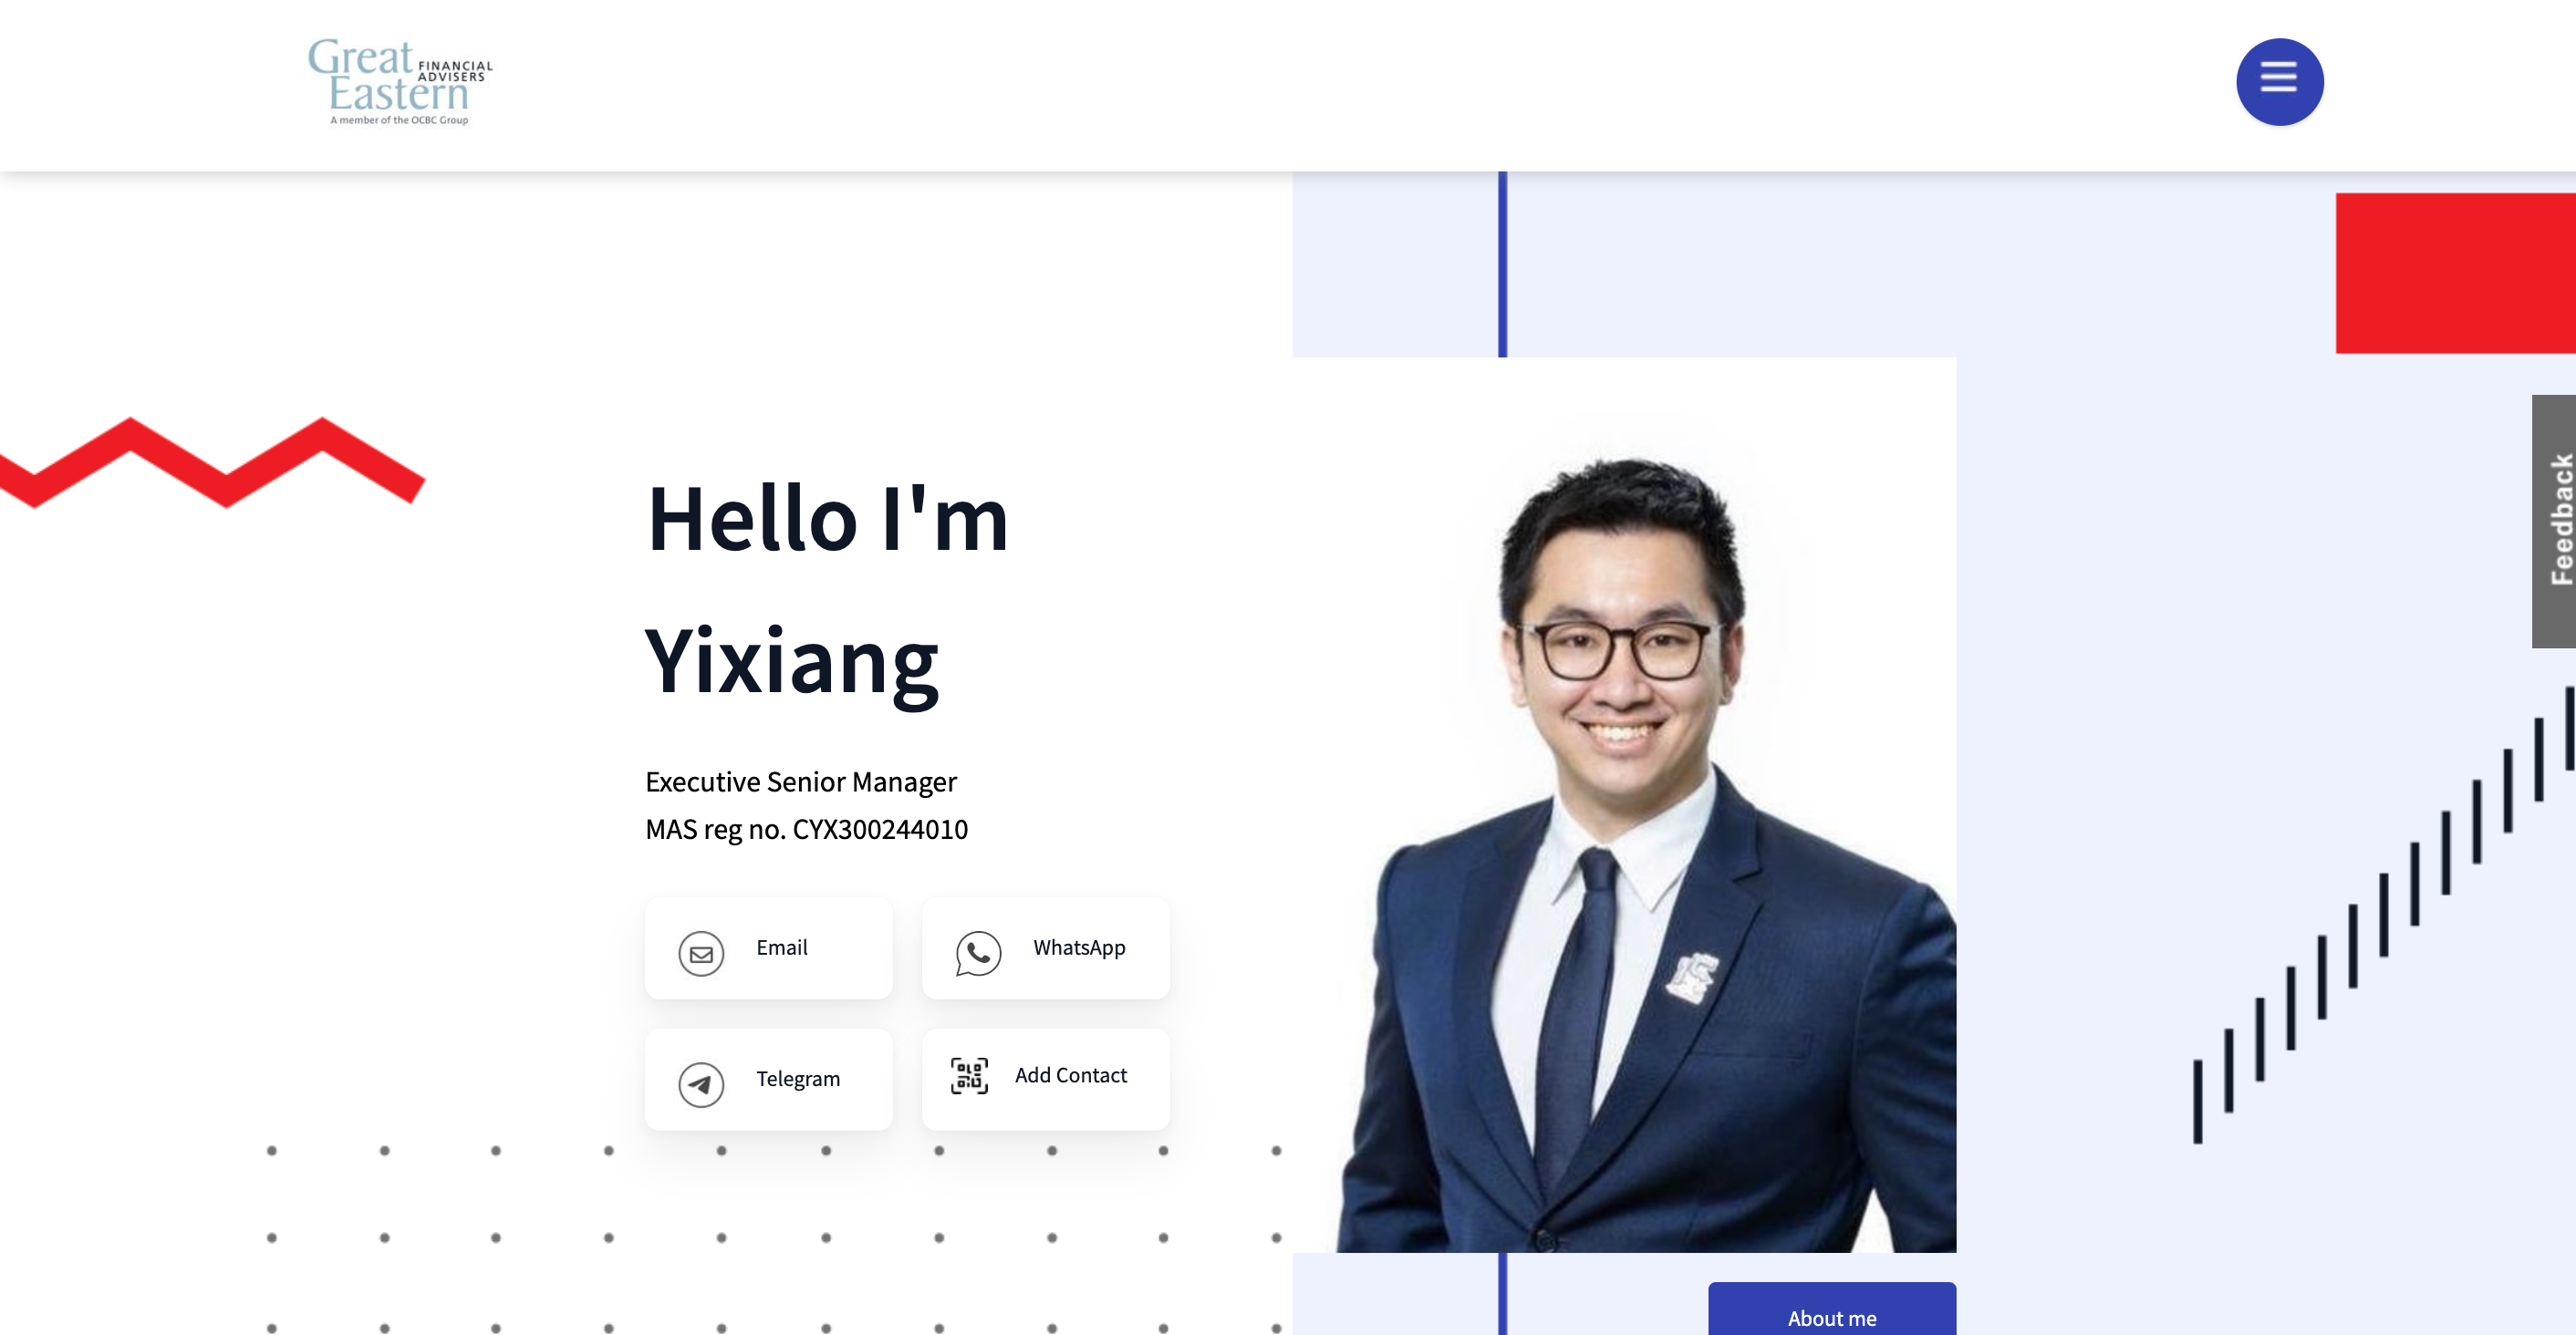 Great
Eastern
FINANCIAL
ADVISERS
A member of the OCBC Group
Feedback
Hello I'm
Yixiang
Executive Senior Manager
MAS reg no. CYX300244010
Email
WhatsApp
Telegram
Add Contact
About me